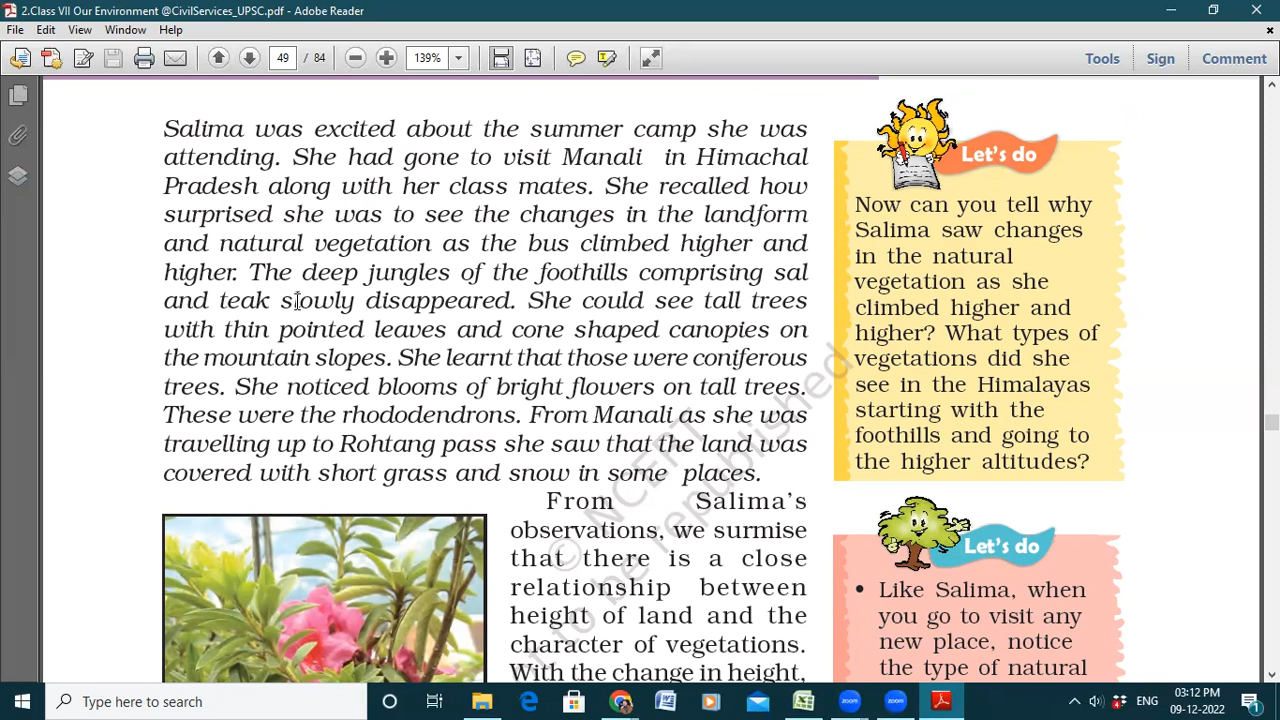 2.Class VII Our Environment @CivilServices_UPSC.pdf - Adobe Reader
File Edit View Window Help
49 / 84 139% Tools Sign Comment
Salima was excited about the summer camp she was
attending. She had gone to visit Manali in Himachal
Pradesh along with her class mates. She recalled how
surprised she was to see the changes in the landform
and natural vegetation as the bus climbed higher and
higher. The deep jungles of the foothills comprising sal
and teak slowly disappeared. She could see tall trees
with thin pointed leaves and cone shaped canopies on
the mountain slopes. She learnt that those were coniferous
trees. She noticed blooms of bright flowers on tall trees.
These were the rhododendrons. From Manali as she was
travelling up to Rohtang pass she saw that the land was
covered with short grass and snow in some places.
From Salima's
observations, we surmise
that there is a close
relationship between
height of land and the
character of vegetations.
With the change in height,
Let's do
Now can you tell why
Salima saw changes
in the natural
vegetation as she
climbed higher and
higher? What types of
vegetations did she
see in the Himalayas
starting with the
foothills and going to
the higher altitudes?
Let's do
• Like Salima, when
you go to visit any
new place, notice
the type of natural
© NCERT
to be republished
Type here to search
ENG
03:12 PM
09-12-2022